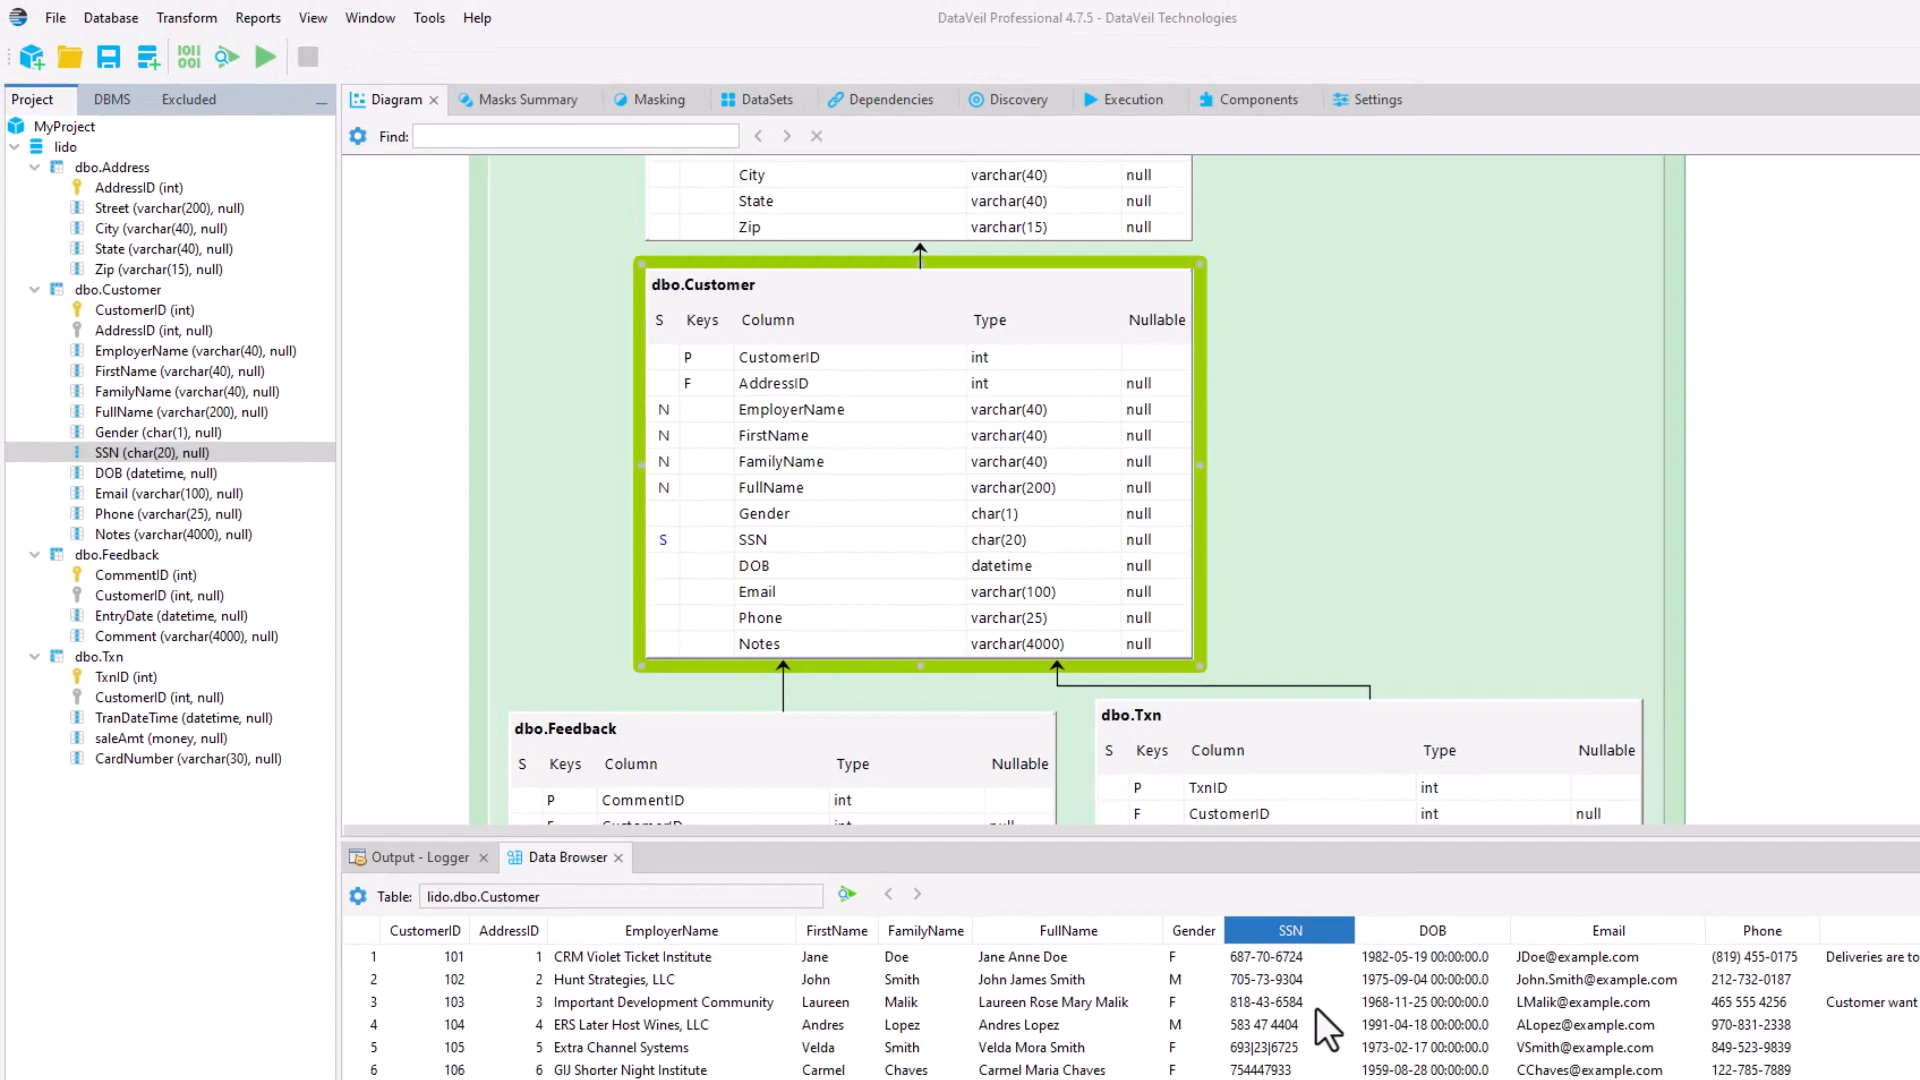 File Database Transform Reports View Window Tools Help
DataVeil Professional 4.7.5 - DataVeil Technologies
Project DBMS Excluded
MyProject
lido
dbo.Address
AddressID (int)
Street (varchar(200), null)
City (varchar(40), null)
State (varchar(40), null)
Zip (varchar(15), null)
dbo.Customer
CustomerID (int)
AddressID (int, null)
EmployerName (varchar(40), null)
FirstName (varchar(40), null)
FamilyName (varchar(40), null)
FullName (varchar(200), null)
Gender (char(1), null)
SSN (char(20), null)
DOB (datetime, null)
Email (varchar(100), null)
Phone (varchar(25), null)
Notes (varchar(4000), null)
dbo.Feedback
CommentID (int)
CustomerID (int, null)
EntryDate (datetime, null)
Comment (varchar(4000), null)
dbo.Txn
TxnID (int)
CustomerID (int, null)
TranDateTime (datetime, null)
saleAmt (money, null)
CardNumber (varchar(30), null)
Diagram Masks Summary Masking DataSets Dependencies Discovery Execution Components Settings
Find:
City varchar(40) null
State varchar(40) null
Zip varchar(15) null
dbo.Customer
S Keys Column Type Nullable
P CustomerID int
F AddressID int null
N EmployerName varchar(40) null
N FirstName varchar(40) null
N FamilyName varchar(40) null
N FullName varchar(200) null
Gender char(1) null
S SSN char(20) null
DOB datetime null
Email varchar(100) null
Phone varchar(25) null
Notes varchar(4000) null
dbo.Feedback
S Keys Column Type Nullable
P CommentID int
F CustomerID int null
dbo.Txn
S Keys Column Type Nullable
P TxnID int
F CustomerID int null
Output - Logger Data Browser
Table: lido.dbo.Customer
CustomerID AddressID EmployerName FirstName FamilyName FullName Gender SSN DOB Email Phone
1 101 1 CRM Violet Ticket Institute Jane Doe Jane Anne Doe F 687-70-6724 1982-05-19 00:00:00.0 JDoe@example.com (819) 455-0175 Deliveries are to
2 102 2 Hunt Strategies, LLC John Smith John James Smith M 705-73-9304 1975-09-04 00:00:00.0 John.Smith@example.com 212-732-0187
3 103 3 Important Development Community Laureen Malik Laureen Rose Mary Malik F 818-43-6584 1968-11-25 00:00:00.0 LMalik@example.com 465 555 4256 Customer want
4 104 4 ERS Later Host Wines, LLC Andres Lopez Andres Lopez M 583 47 4404 1991-04-18 00:00:00.0 ALopez@example.com 970-831-2338
5 105 5 Extra Channel Systems Velda Smith Velda Mora Smith F 693|23|6725 1973-02-17 00:00:00.0 VSmith@example.com 849-523-9839
6 106 6 GIJ Shorter Night Institute Carmel Chaves Carmel Maria Chaves F 754447933 1959-08-28 00:00:00.0 CChaves@example.com 122-785-7889